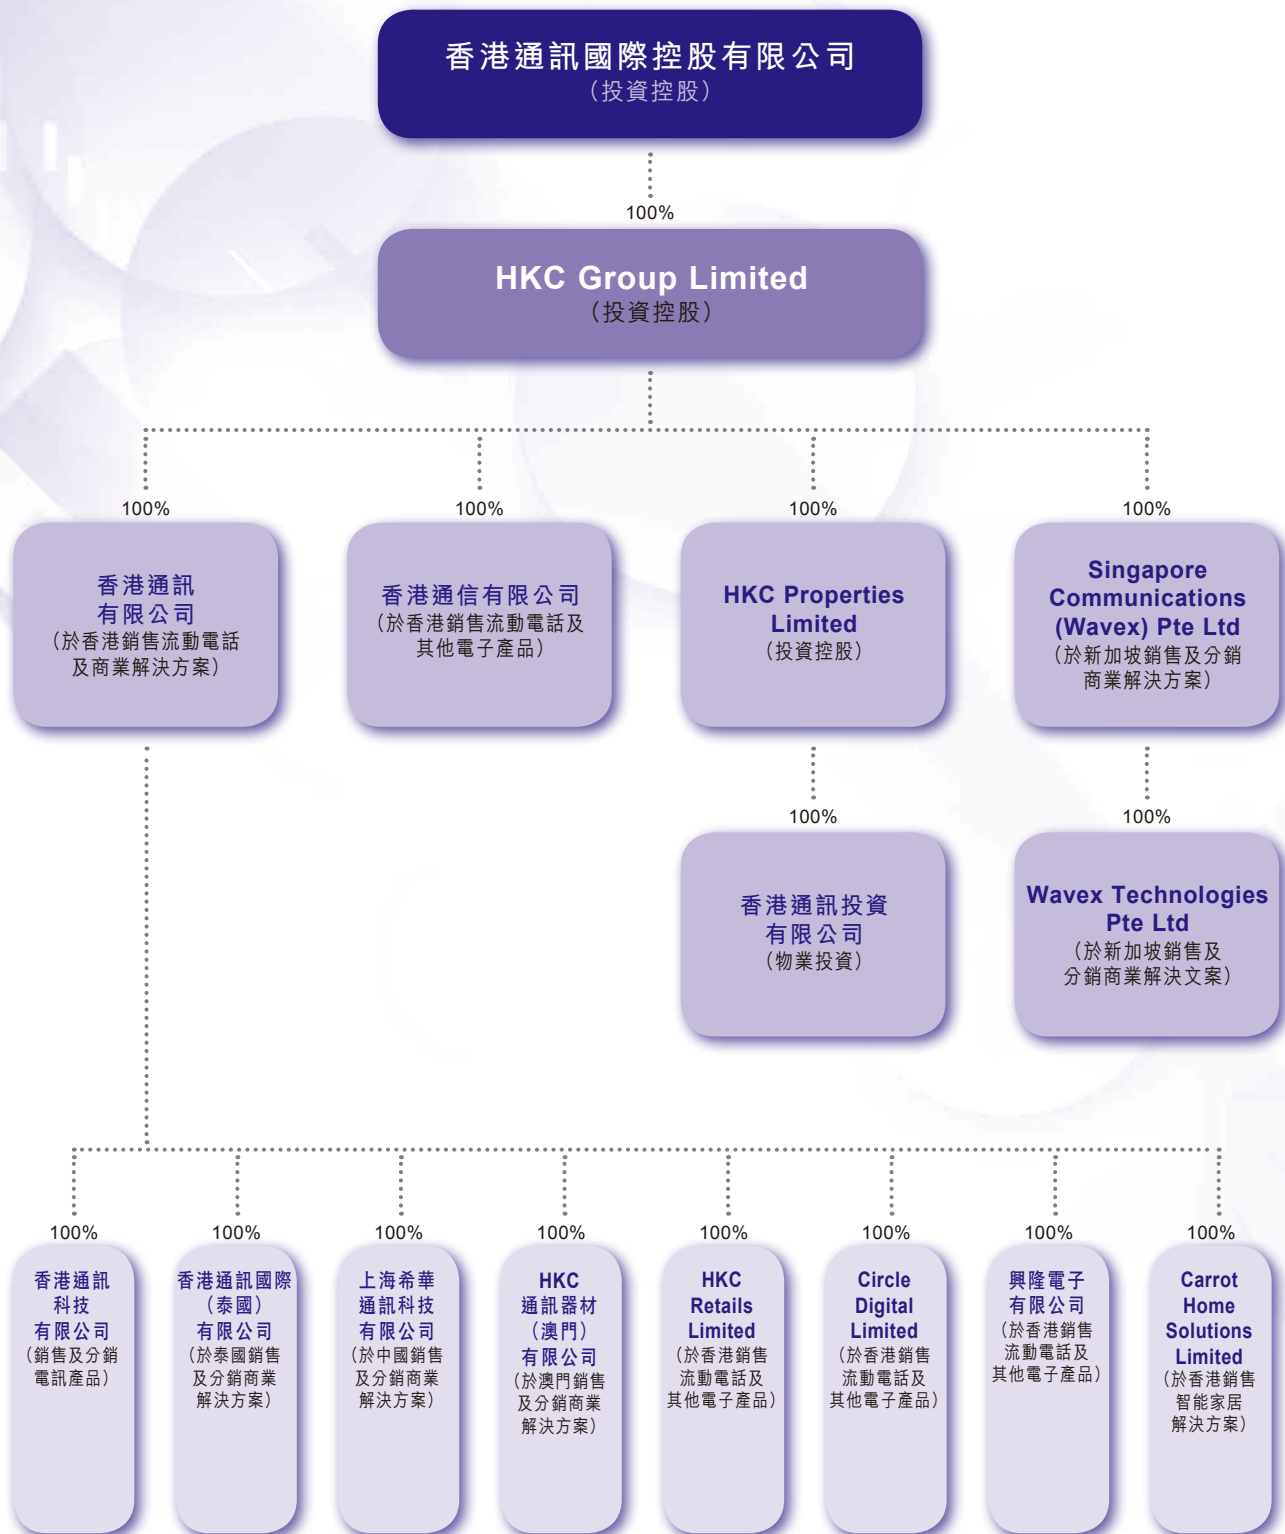 香港通訊國際控股有限公司
（投資控股）
100%
HKC Group Limited
（投資控股）
100%
香港通訊
有限公司
（於香港銷售流動電話
及商業解決方案）
100%
香港通信有限公司
（於香港銷售流動電話及
其他電子產品）
100%
HKC Properties
Limited
（投資控股）
100%
Singapore
Communications
(Wavex) Pte Ltd
（於新加坡銷售及分銷
商業解決方案）
100%
香港通訊投資
有限公司
（物業投資）
100%
Wavex Technologies
Pte Ltd
（於新加坡銷售及
分銷商業解決文案）
100%
香港通訊
科技
有限公司
（銷售及分銷
電訊產品）
100%
香港通訊國際
（泰國）
有限公司
（於泰國銷售
及分銷商業
解決方案）
100%
上海希華
通訊科技
有限公司
（於中國銷售
及分銷商業
解決方案）
100%
HKC
通訊器材
（澳門）
有限公司
（於澳門銷售
及分銷商業
解決方案）
100%
HKC
Retails
Limited
（於香港銷售
流動電話及
其他電子產品）
100%
Circle
Digital
Limited
（於香港銷售
流動電話及
其他電子產品）
100%
興隆電子
有限公司
（於香港銷售
流動電話及
其他電子產品）
100%
Carrot
Home
Solutions
Limited
（於香港銷售
智能家居
解決方案）